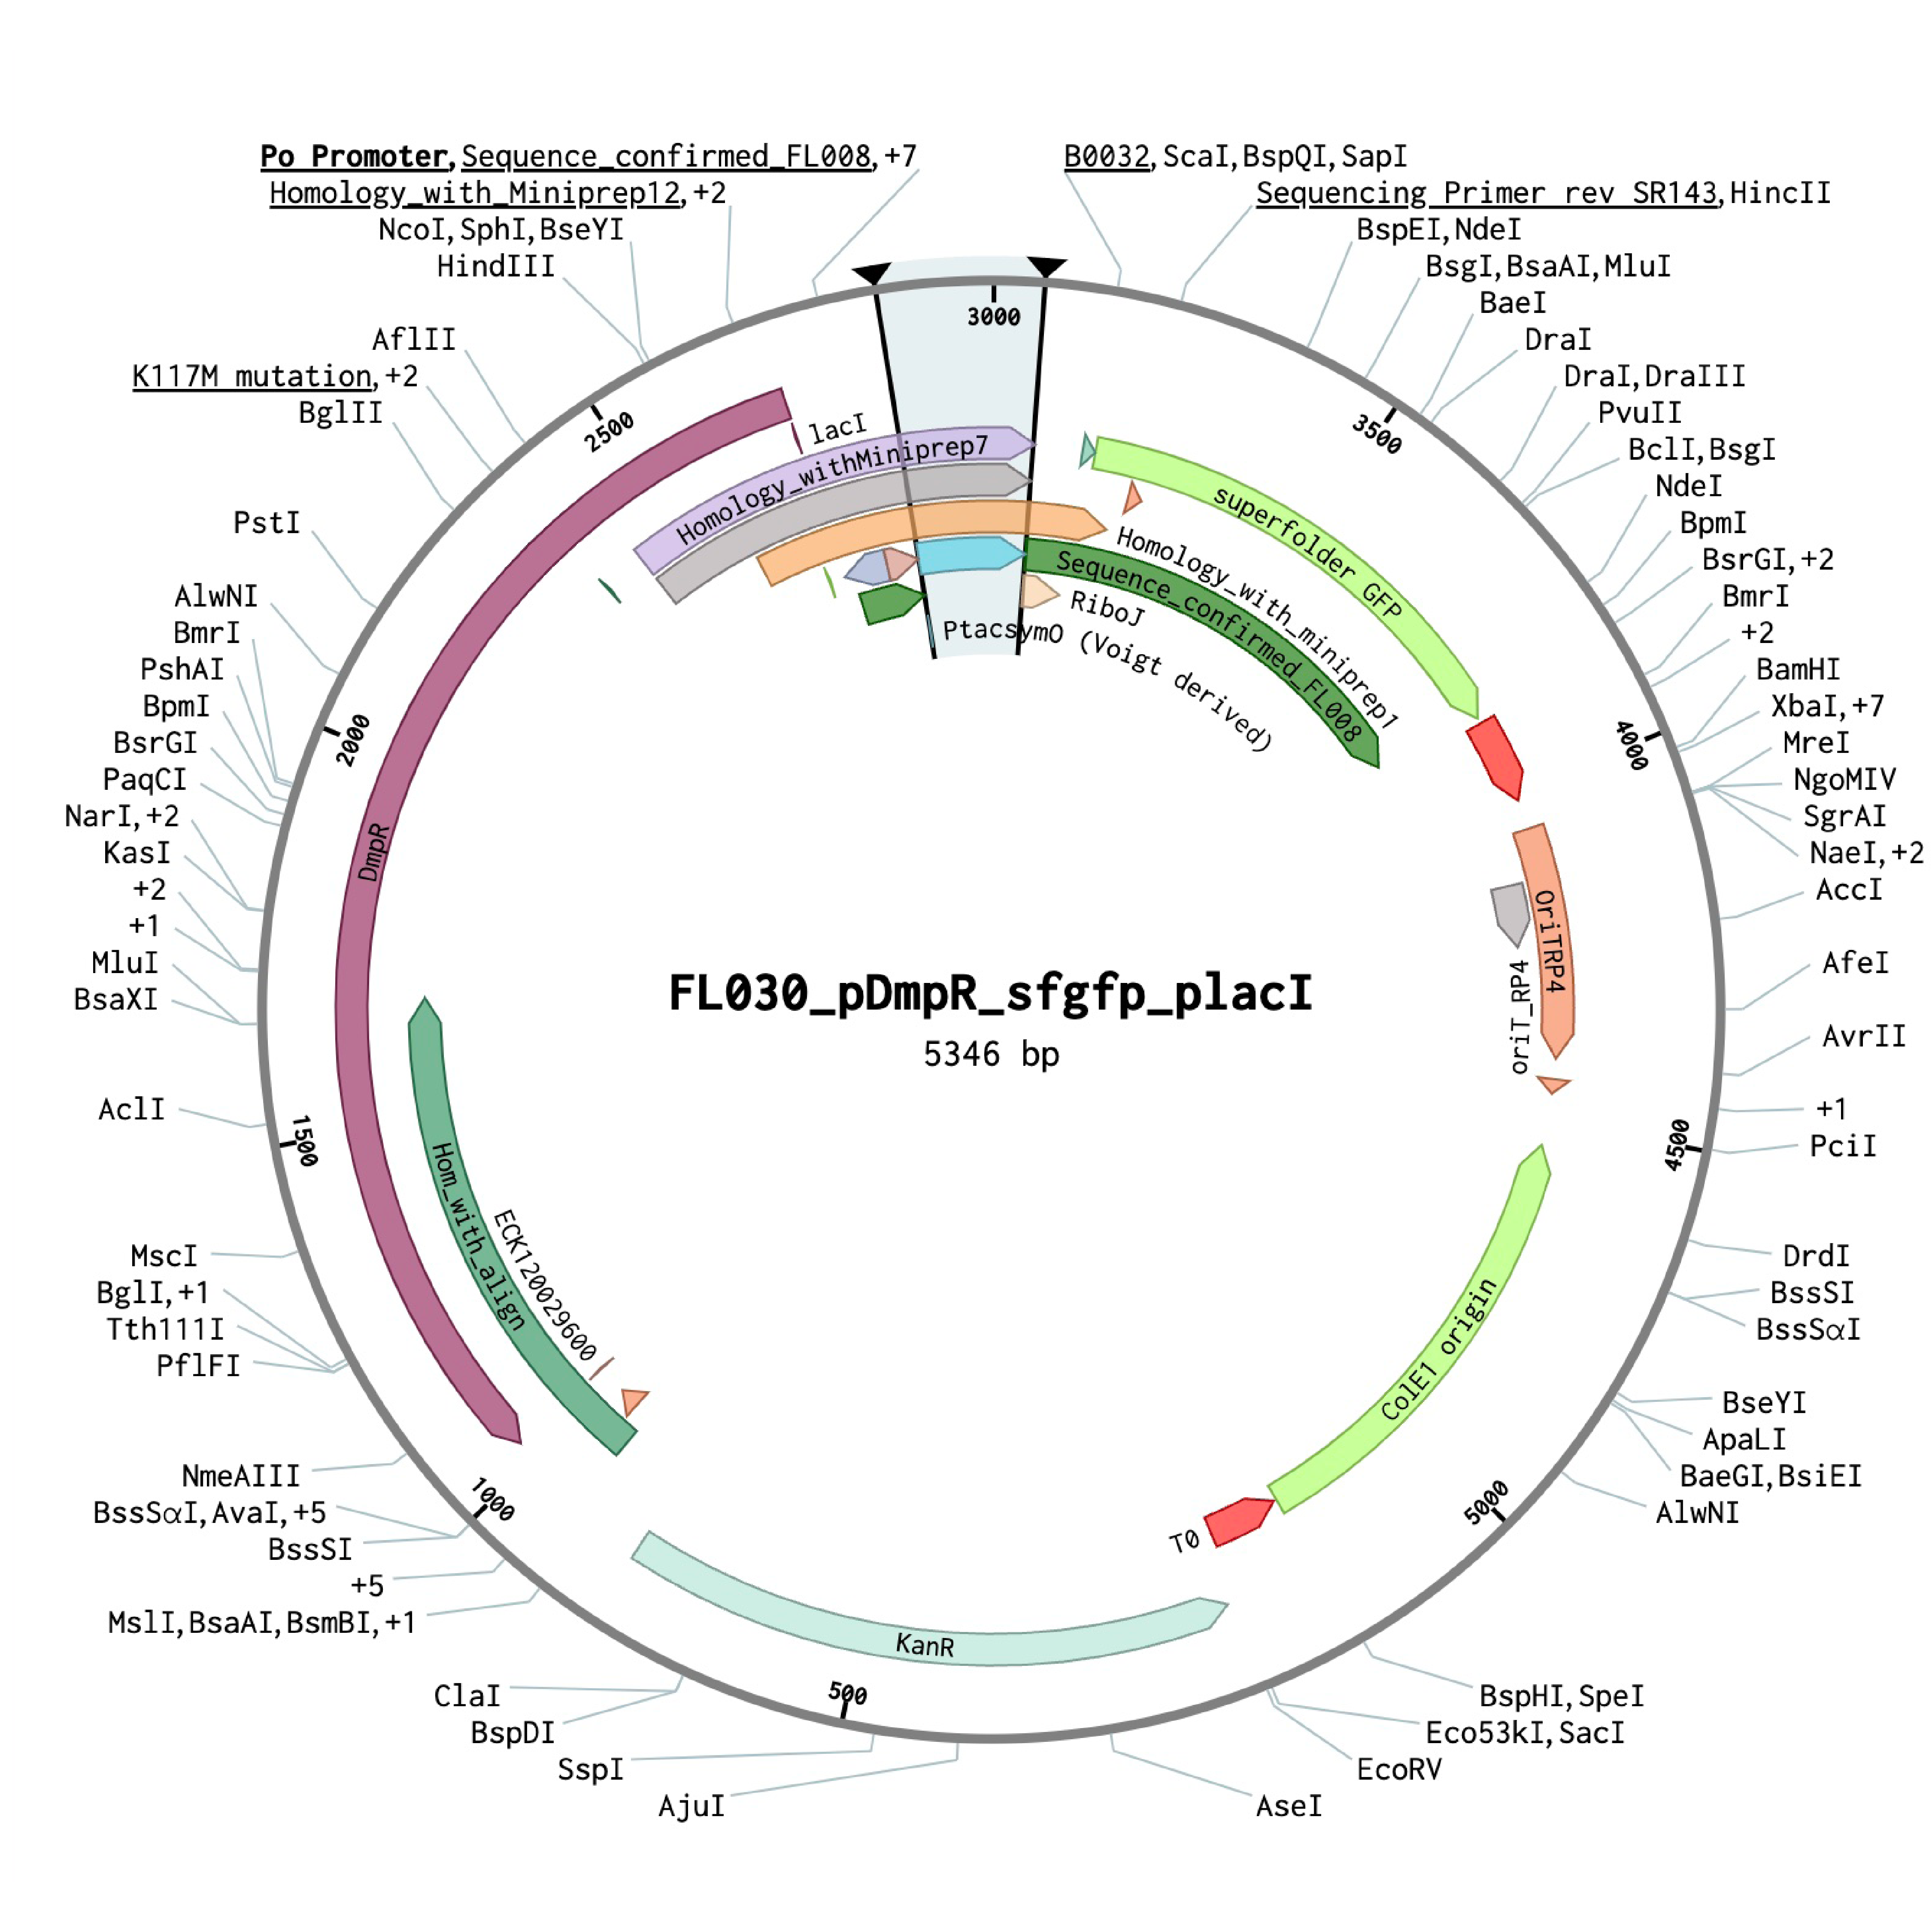 Po Promoter, Sequence_confirmed_FL008, +7
Homology_with_Miniprep12, +2
NcoI, SphI, BseYI
HindIII
AflII
K117M mutation, +2
BglII
PstI
AlwNI
BmrI
PshAI
BpmI
BsrGI
PaqCI
NarI, +2
KasI
+2
+1
MluI
BsaXI
AclI
MscI
BglI, +1
Tth111I
PflFI
NmeAIII
BssSαI, AvaI, +5
BssSI
+5
MslI, BsaAI, BsmBI, +1
ClaI
BspDI
SspI
AjuI
B0032, ScaI, BspQI, SapI
Sequencing Primer rev SR143, HincII
BspEI, NdeI
BsgI, BsaAI, MluI
BaeI
DraI
DraI, DraIII
PvuII
BclI, BsgI
NdeI
BpmI
BsrGI, +2
BmrI
+2
BamHI
XbaI, +7
MreI
NgoMIV
SgrAI
NaeI, +2
AccI
AfeI
AvrII
+1
PciI
DrdI
BssSI
BssSαI
BseYI
ApaLI
BaeGI, BsiEI
AlwNI
BspHI, SpeI
Eco53kI, SacI
EcoRV
AseI
500
1000
1500
2000
2500
3000
3500
4000
4500
5000
lacI
Homology_withMiniprep7
superfolder GFP
Homology_with_miniprep1
Sequence_confirmed_FL008
RiboJ
PtacsymO (Voigt derived)
DmpR
Hom_with_align
ECK120029600
OriTRP4
oriT_RP4
ColE1 origin
T0
KanR
FL030_pDmpR_sfgfp_placI
5346 bp